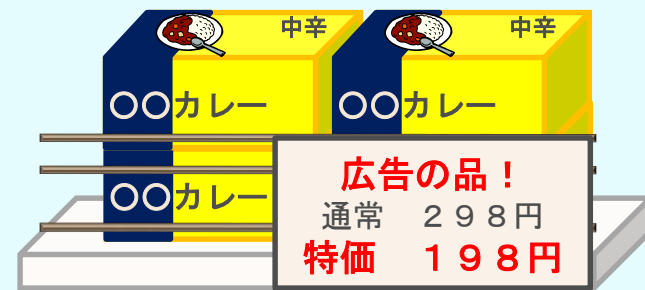 中辛
中辛
〇〇カレー
〇〇カレー
〇〇カレー
広告の品!
通常 298円
特価 198円